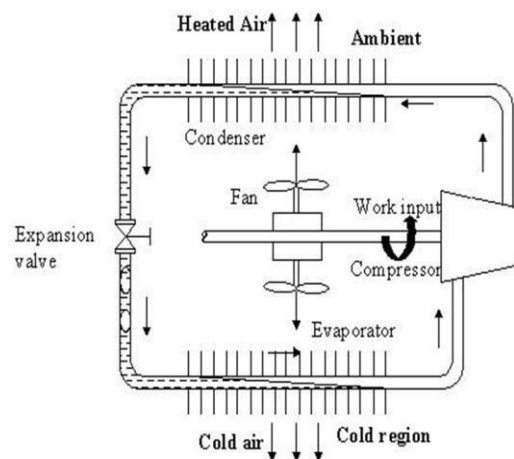 Heated Air
Ambient
Condenser
Fan
Work input
Expansion
valve
Compressor
Evaporator
Cold air
Cold region